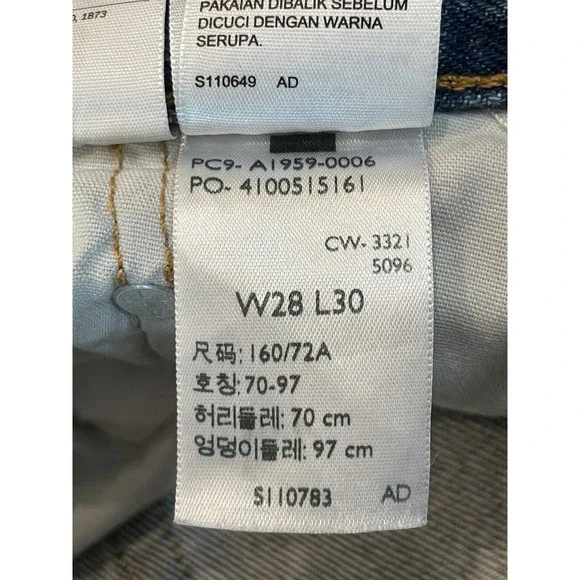 0, 1873
PAKAIAN DIBALIK SEBELUM
DICUCI DENGAN WARNA
SERUPA.
S110649 AD
PC9- A1959-0006
PO- 4100515161
CW- 3321
5096
W28 L30
尺码: 160/72A
호칭: 70-97
허리둘레: 70 cm
엉덩이둘레: 97 cm
S110783 AD